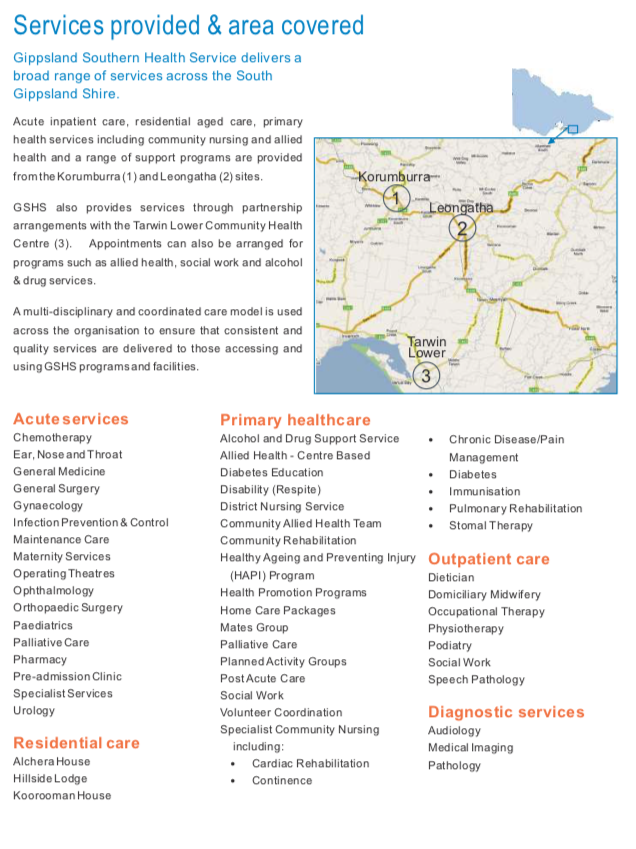 Services provided & area covered
Gippsland Southern Health Service delivers a
broad range of services across the South
Gippsland Shire.
Acute inpatient care, residential aged care, primary
health services including community nursing and allied
health and a range of support programs are provided
from the Korumburra (1) and Leongatha (2) sites.
GSHS also provides services through partnership
arrangements with the Tarwin Lower Community Health
Centre (3). Appointments can also be arranged for
programs such as allied health, social work and alcohol
& drug services.
A multi-disciplinary and coordinated care model is used
across the organisation to ensure that consistent and
quality services are delivered to those accessing and
using GSHS programs and facilities.
Korumburra
1
Leongatha
2
Tarwin
Lower
3
Acute services
Chemotherapy
Ear, Nose and Throat
General Medicine
General Surgery
Gynaecology
Infection Prevention & Control
Maintenance Care
Maternity Services
Operating Theatres
Ophthalmology
Orthopaedic Surgery
Paediatrics
Palliative Care
Pharmacy
Pre-admission Clinic
Specialist Services
Urology
Residential care
Alchera House
Hillside Lodge
Koorooman House
Primary healthcare
Alcohol and Drug Support Service
Allied Health - Centre Based
Diabetes Education
Disability (Respite)
District Nursing Service
Community Allied Health Team
Community Rehabilitation
Healthy Ageing and Preventing Injury
(HAPI) Program
Health Promotion Programs
Home Care Packages
Mates Group
Palliative Care
Planned Activity Groups
Post Acute Care
Social Work
Volunteer Coordination
Specialist Community Nursing
including:
• Cardiac Rehabilitation
• Continence
• Chronic Disease/Pain
Management
• Diabetes
• Immunisation
• Pulmonary Rehabilitation
• Stomal Therapy
Outpatient care
Dietician
Domiciliary Midwifery
Occupational Therapy
Physiotherapy
Podiatry
Social Work
Speech Pathology
Diagnostic services
Audiology
Medical Imaging
Pathology